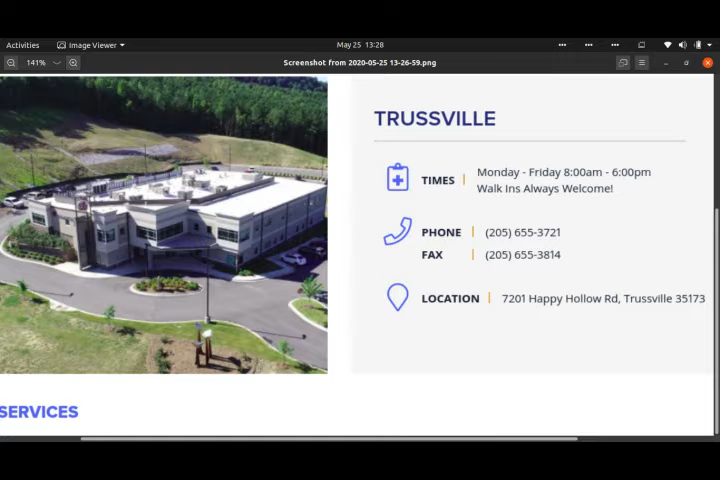 Activities
Image Viewer
May 25 13:28
141%
Screenshot from 2020-05-25 13-26-59.png
TRUSSVILLE
TIMES
Monday - Friday 8:00am - 6:00pm
Walk Ins Always Welcome!
PHONE (205) 655-3721
FAX (205) 655-3814
LOCATION 7201 Happy Hollow Rd, Trussville 35173
SERVICES